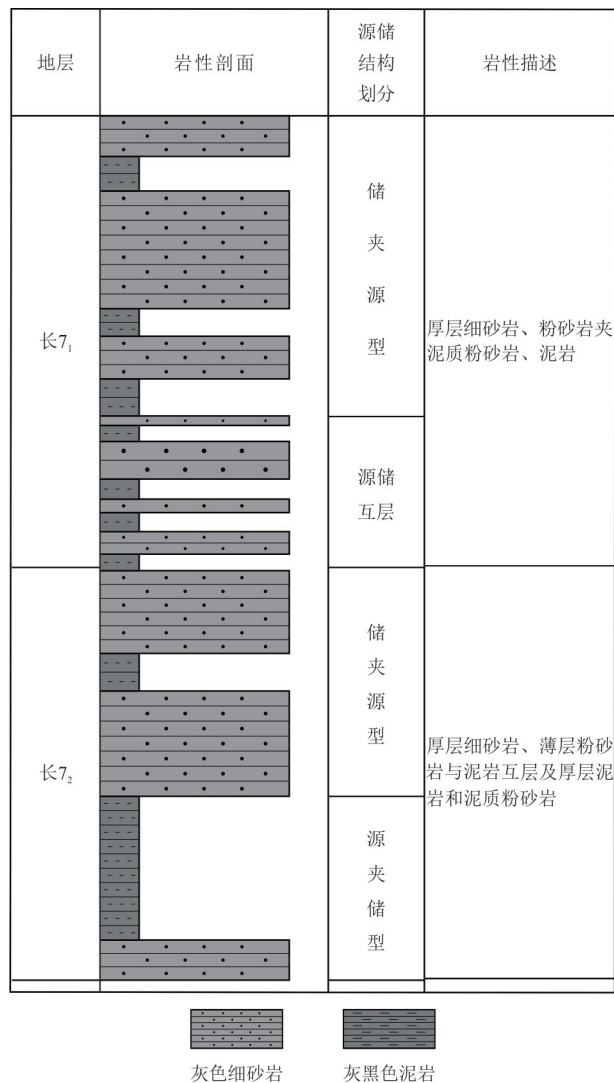 地层
岩性剖面
源储
结构
划分
岩性描述
长7₁
储
夹
源
型
厚层细砂岩、粉砂岩夹
泥质粉砂岩、泥岩
源储
互层
长7₂
储
夹
源
型
厚层细砂岩、薄层粉砂
岩与泥岩互层及厚层泥
岩和泥质粉砂岩
源
夹
储
型
灰色细砂岩
灰黑色泥岩